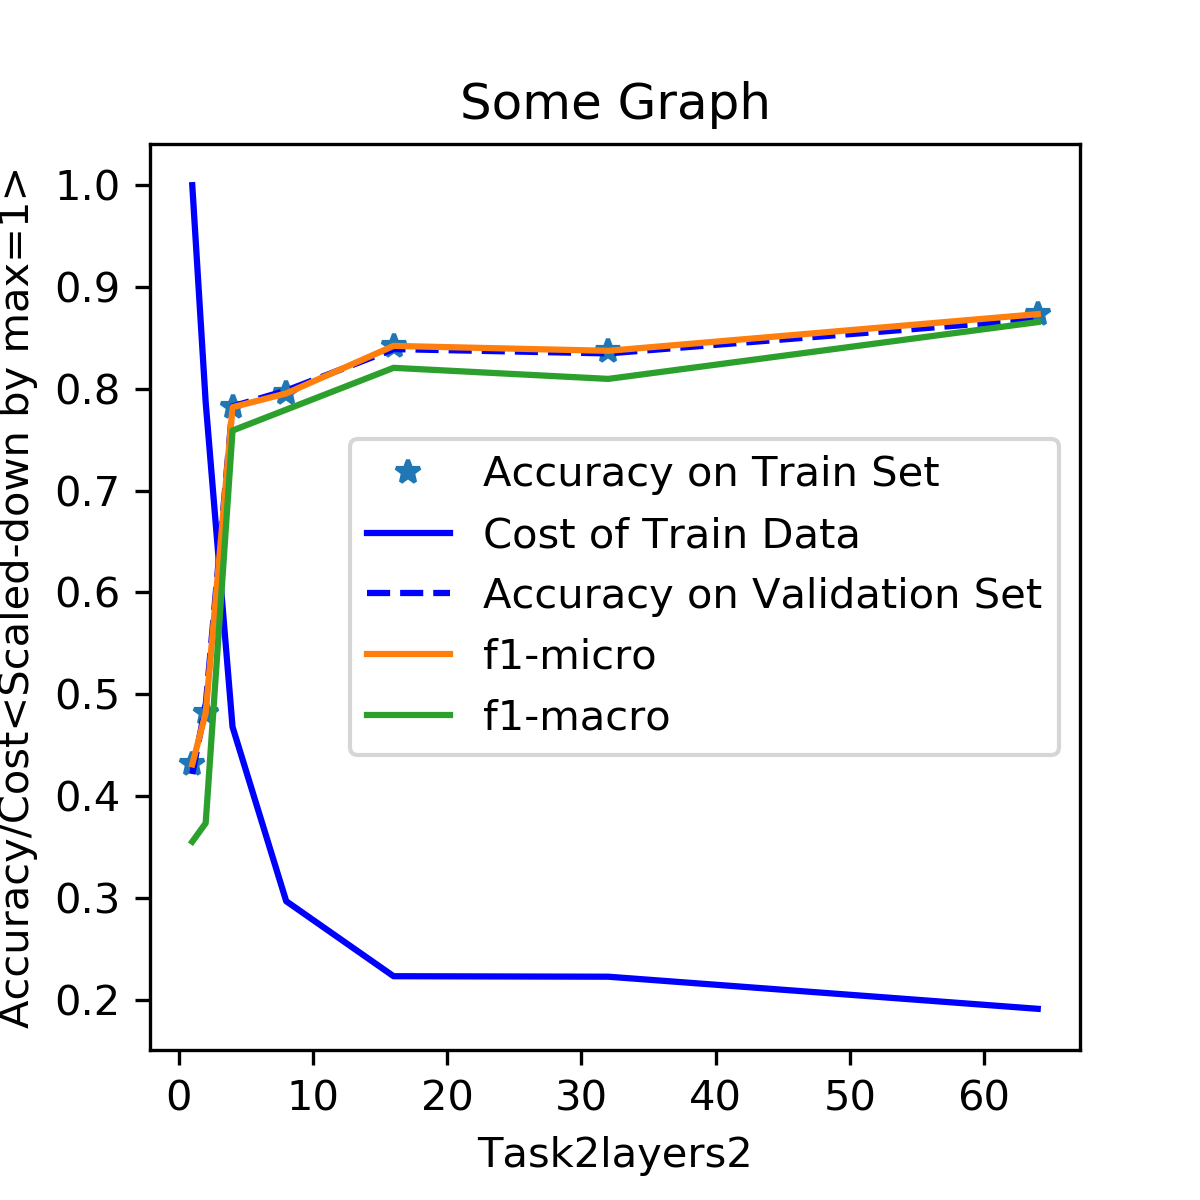 Some Graph
Accuracy/Cost<Scaled-down by max=1>
1.0
0.9
0.8
0.7
0.6
0.5
0.4
0.3
0.2
Accuracy on Train Set
Cost of Train Data
Accuracy on Validation Set
f1-micro
f1-macro
0 10 20 30 40 50 60
Task2layers2